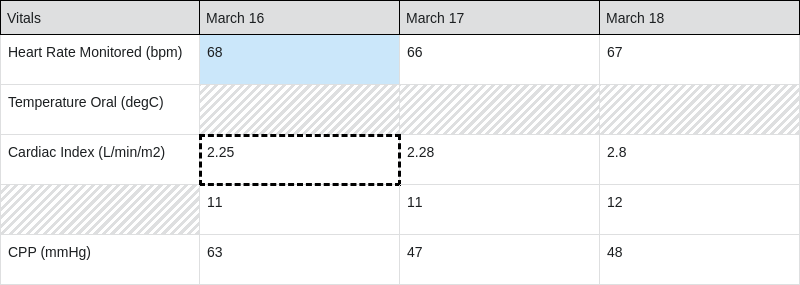 Vitals March 16 March 17 March 18
Heart Rate Monitored (bpm) 68 66 67
Temperature Oral (degC)
Cardiac Index (L/min/m2) 2.25 2.28 2.8
11 11 12
CPP (mmHg) 63 47 48